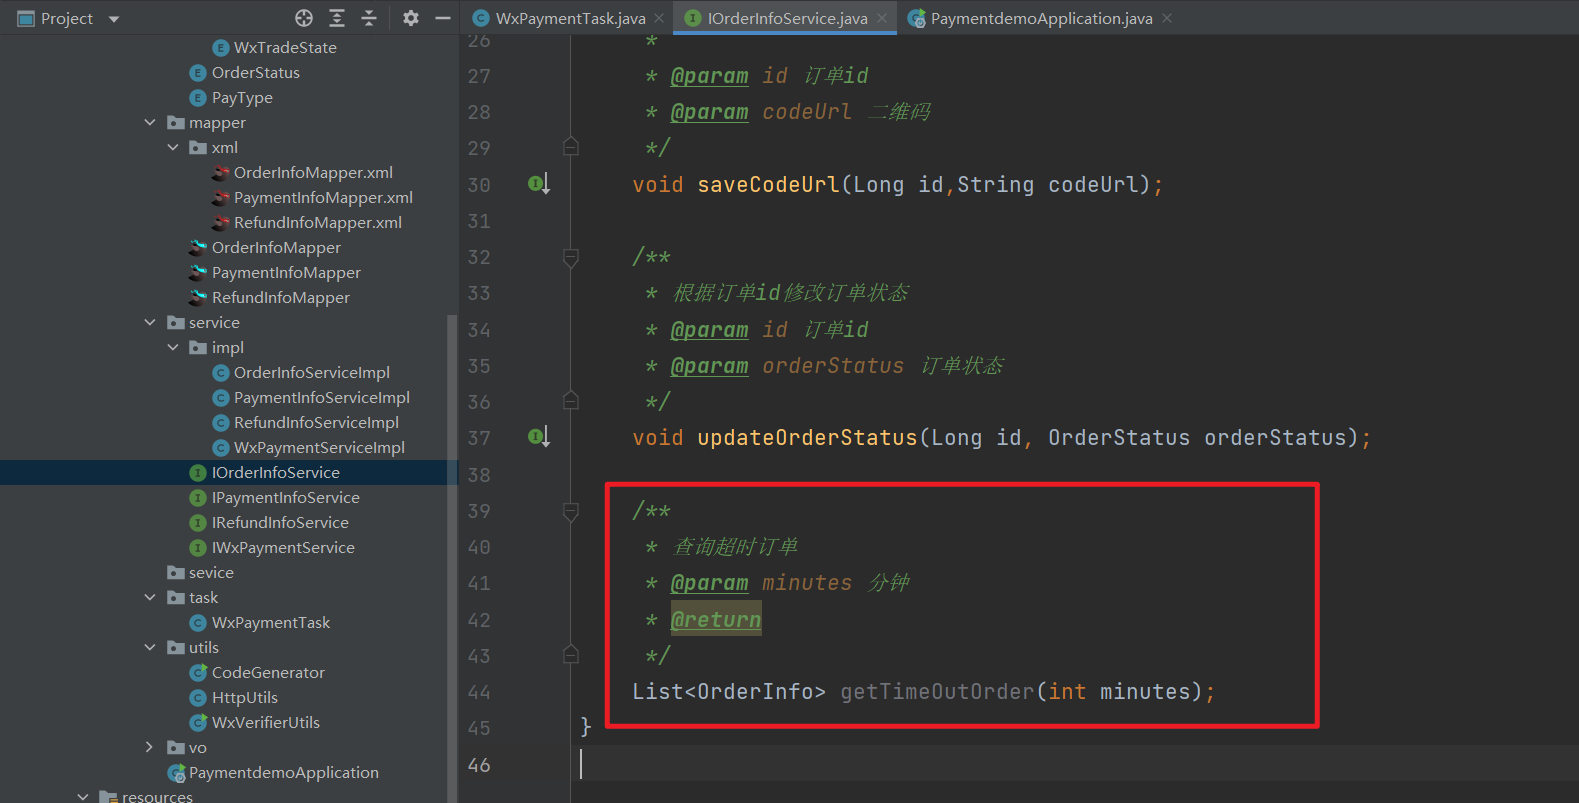 Project
WxPaymentTask.java
IOrderInfoService.java
PaymentdemoApplication.java
WxTradeState
OrderStatus
PayType
mapper
xml
OrderInfoMapper.xml
PaymentInfoMapper.xml
RefundInfoMapper.xml
OrderInfoMapper
PaymentInfoMapper
RefundInfoMapper
service
impl
OrderInfoServiceImpl
PaymentInfoServiceImpl
RefundInfoServiceImpl
WxPaymentServiceImpl
IOrderInfoService
IPaymentInfoService
IRefundInfoService
IWxPaymentService
sevice
task
WxPaymentTask
utils
CodeGenerator
HttpUtils
WxVerifierUtils
vo
PaymentdemoApplication
resources
26 *
27 * @param id 订单id
28 * @param codeUrl 二维码
29 */
30 void saveCodeUrl(Long id,String codeUrl);
31
32 /**
33 * 根据订单id修改订单状态
34 * @param id 订单id
35 * @param orderStatus 订单状态
36 */
37 void updateOrderStatus(Long id, OrderStatus orderStatus);
38
39 /**
40 * 查询超时订单
41 * @param minutes 分钟
42 * @return
43 */
44 List<OrderInfo> getTimeOutOrder(int minutes);
45 }
46